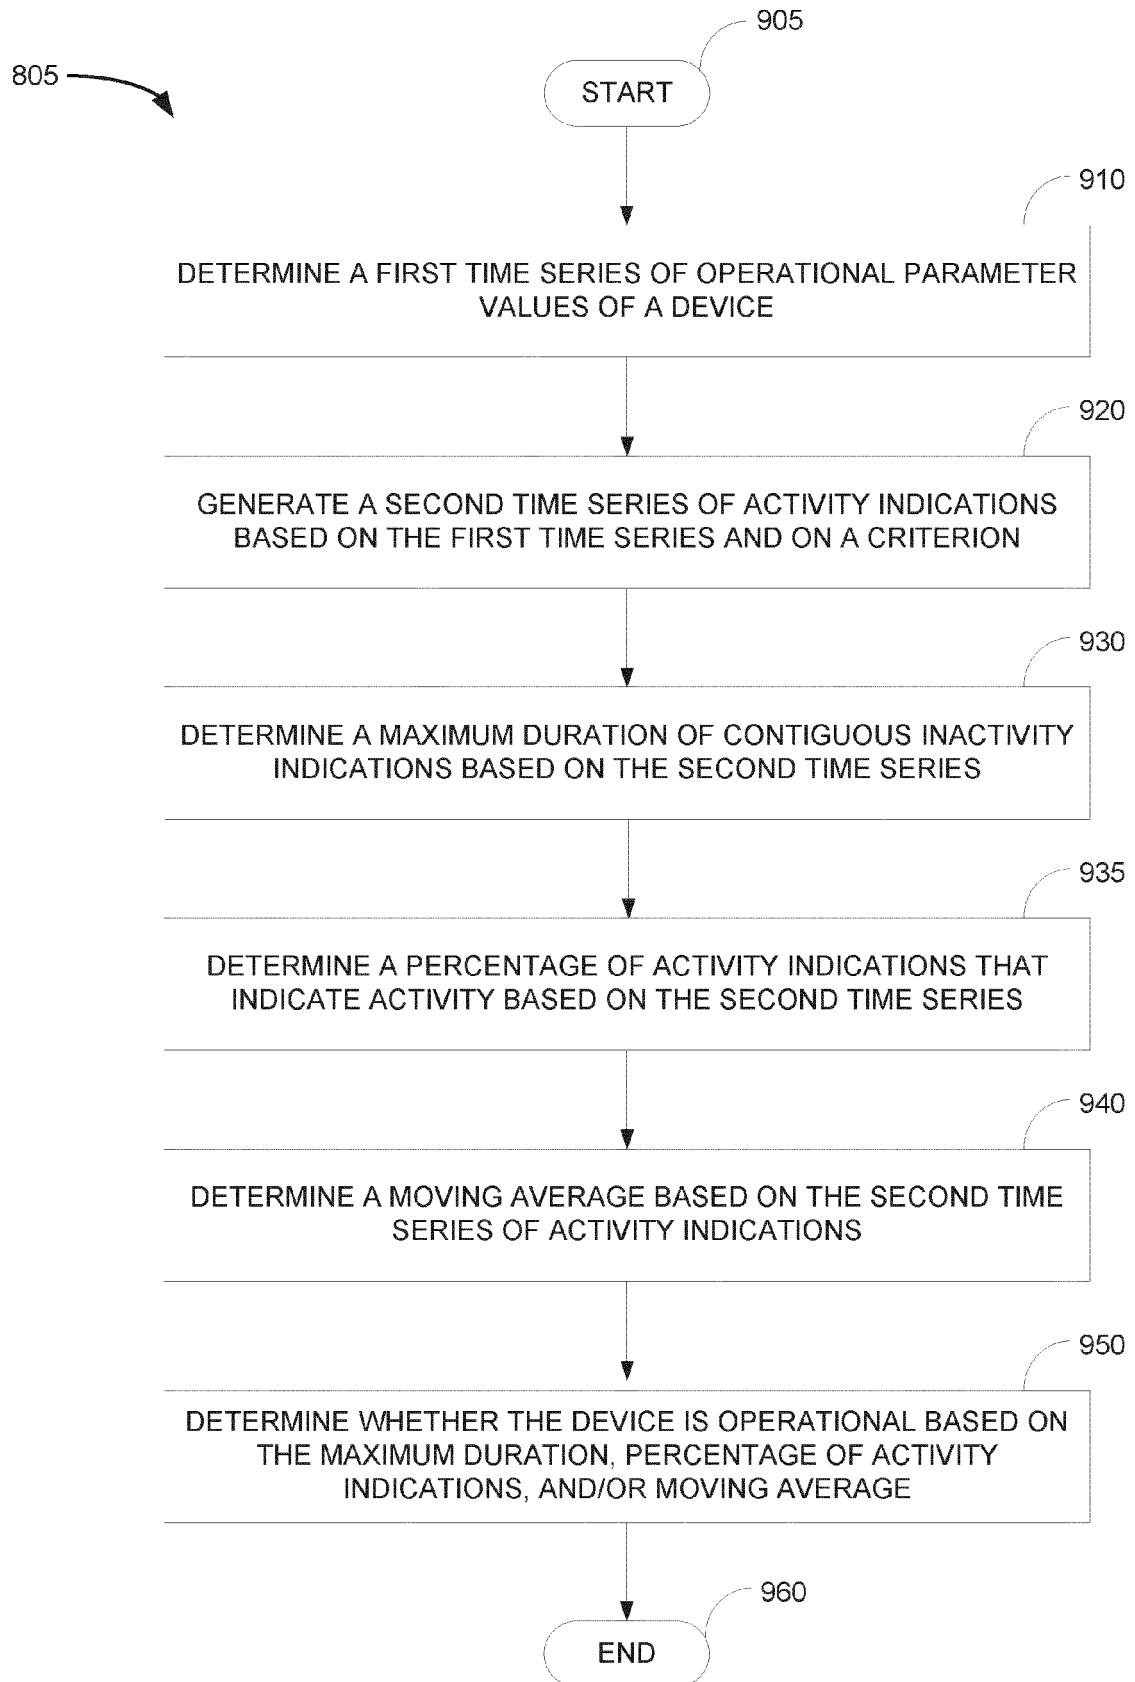 905
805
START
910
DETERMINE A FIRST TIME SERIES OF OPERATIONAL PARAMETER
VALUES OF A DEVICE
920
GENERATE A SECOND TIME SERIES OF ACTIVITY INDICATIONS
BASED ON THE FIRST TIME SERIES AND ON A CRITERION
930
DETERMINE A MAXIMUM DURATION OF CONTIGUOUS INACTIVITY
INDICATIONS BASED ON THE SECOND TIME SERIES
935
DETERMINE A PERCENTAGE OF ACTIVITY INDICATIONS THAT
INDICATE ACTIVITY BASED ON THE SECOND TIME SERIES
940
DETERMINE A MOVING AVERAGE BASED ON THE SECOND TIME
SERIES OF ACTIVITY INDICATIONS
950
DETERMINE WHETHER THE DEVICE IS OPERATIONAL BASED ON
THE MAXIMUM DURATION, PERCENTAGE OF ACTIVITY
INDICATIONS, AND/OR MOVING AVERAGE
960
END